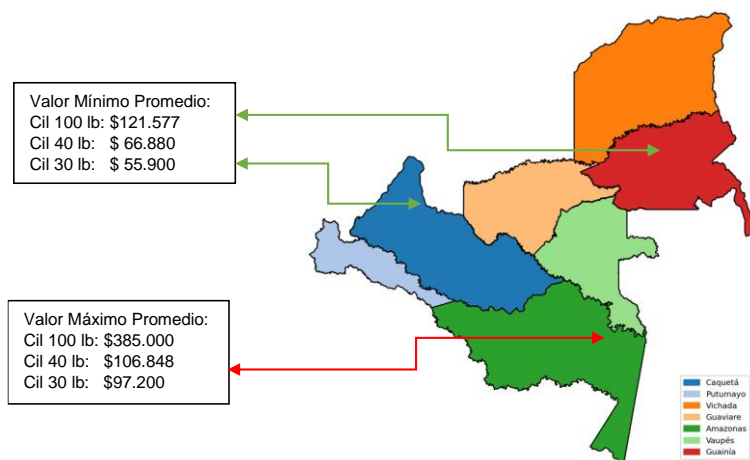 Valor Mínimo Promedio:
Cil 100 lb: $121.577
Cil 40 lb: $ 66.880
Cil 30 lb: $ 55.900
Valor Máximo Promedio:
Cil 100 lb: $385.000
Cil 40 lb: $106.848
Cil 30 lb: $97.200
Caquetá
Putumayo
Vichada
Guaviare
Amazonas
Vaupés
Guainía